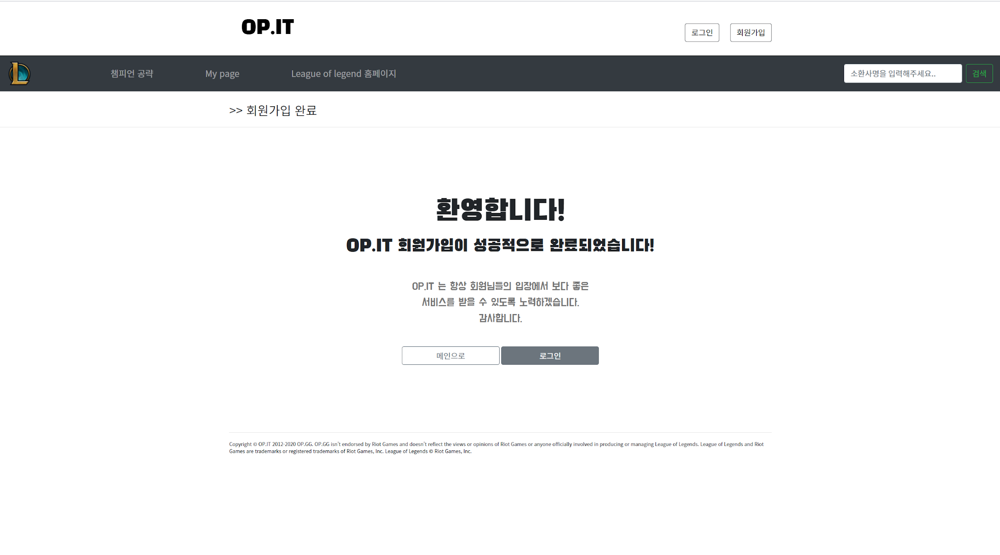 OP.IT
로그인 회원가입
챔피언 공략 My page League of legend 홈페이지 소환사명을 입력해주세요.. 검색
>> 회원가입 완료
환영합니다!
OP.IT 회원가입이 성공적으로 완료되었습니다!
OP.IT 는 항상 회원님들의 입장에서 보다 좋은
서비스를 받을 수 있도록 노력하겠습니다.
감사합니다.
메인으로 로그인
Copyright © OP.IT 2012-2020 OP.GG. OP.GG isn't endorsed by Riot Games and doesn't reflect the views or opinions of Riot Games or anyone officially involved in producing or managing League of Legends. League of Legends and Riot
Games are trademarks or registered trademarks of Riot Games, Inc. League of Legends © Riot Games, Inc.